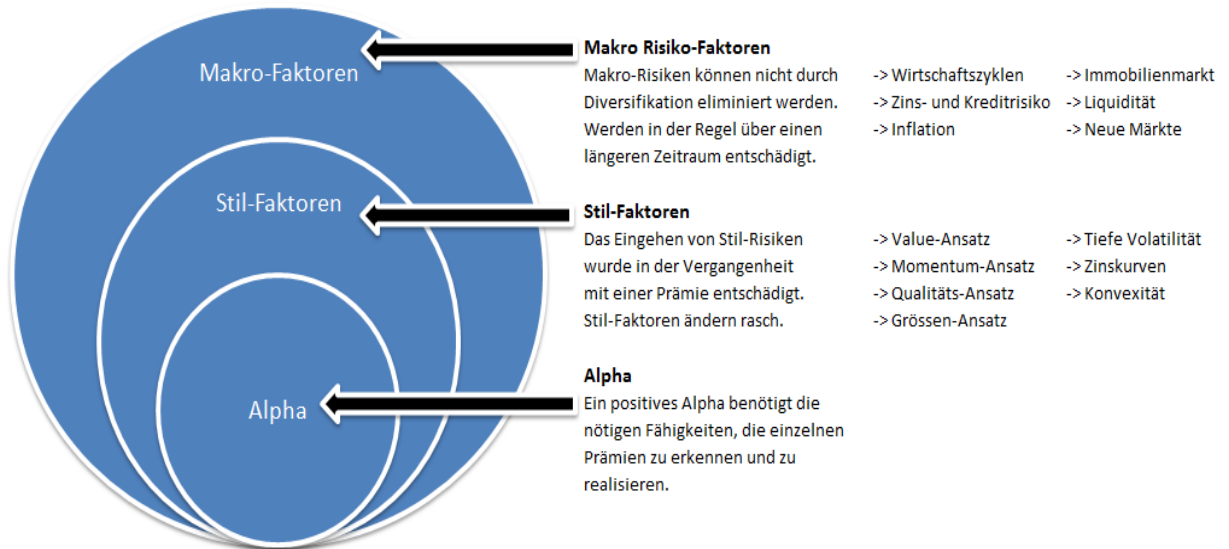 Makro-Faktoren
Stil-Faktoren
Alpha
Makro Risiko-Faktoren
Makro-Risiken können nicht durch
Diversifikation eliminiert werden.
Werden in der Regel über einen
längeren Zeitraum entschädigt.
-> Wirtschaftszyklen
-> Zins- und Kreditrisiko
-> Inflation
-> Immobilienmarkt
-> Liquidität
-> Neue Märkte
Stil-Faktoren
Das Eingehen von Stil-Risiken
wurde in der Vergangenheit
mit einer Prämie entschädigt.
Stil-Faktoren ändern rasch.
-> Value-Ansatz
-> Momentum-Ansatz
-> Qualitäts-Ansatz
-> Grössen-Ansatz
-> Tiefe Volatilität
-> Zinskurven
-> Konvexität
Alpha
Ein positives Alpha benötigt die
nötigen Fähigkeiten, die einzelnen
Prämien zu erkennen und zu
realisieren.